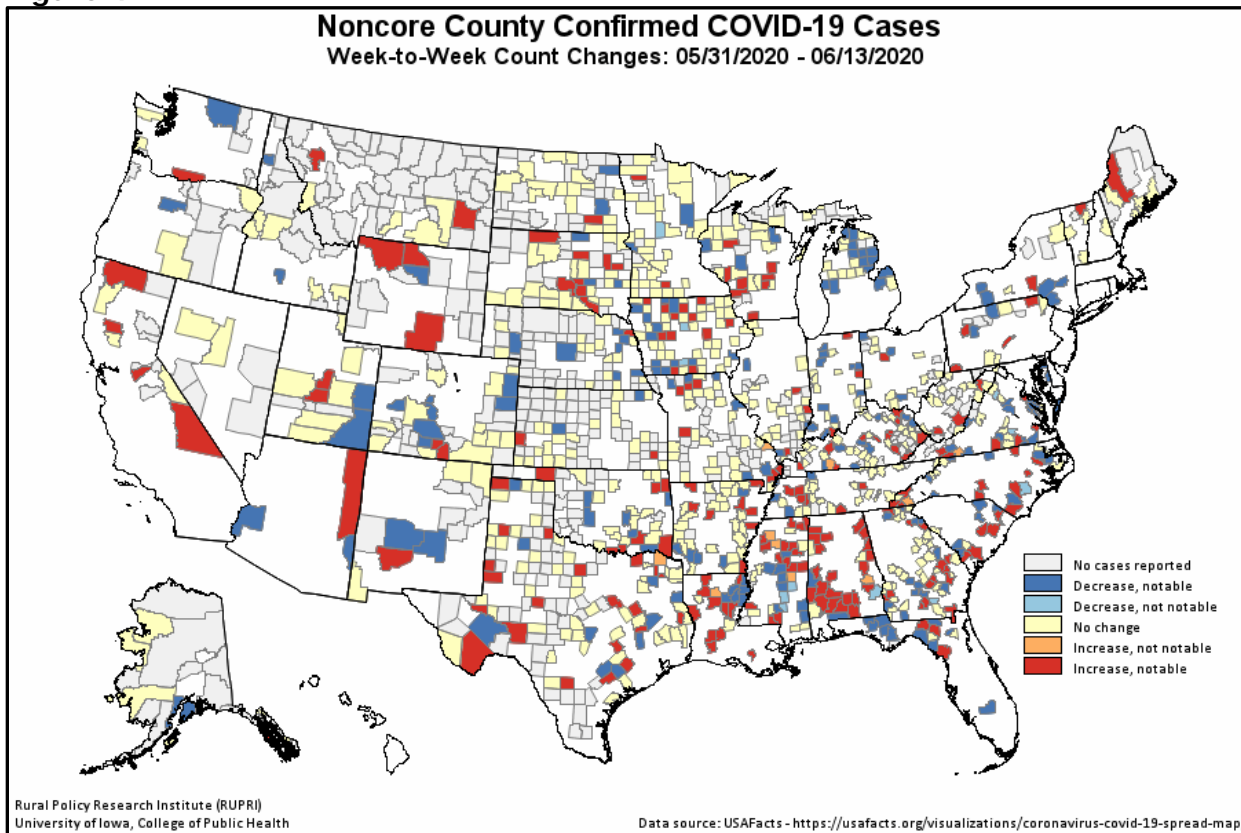 Noncore County Confirmed COVID-19 Cases
Week-to-Week Count Changes: 05/31/2020 - 06/13/2020
No cases reported
Decrease, notable
Decrease, not notable
No change
Increase, not notable
Increase, notable
Rural Policy Research Institute (RUPRI)
University of Iowa, College of Public Health
Data source: USAFacts - https://usafacts.org/visualizations/coronavirus-covid-19-spread-map